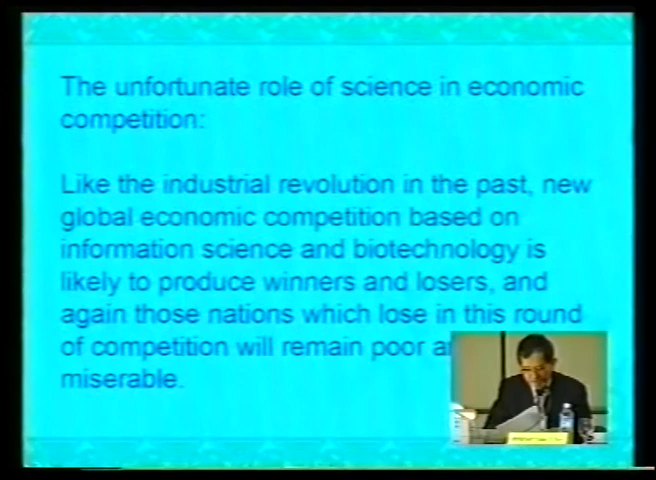 The unfortunate role of science in economic
competition:
Like the industrial revolution in the past, new
global economic competition based on
information science and biotechnology is
likely to produce winners and losers, and
again those nations which lose in this round
of competition will remain poor
miserable.